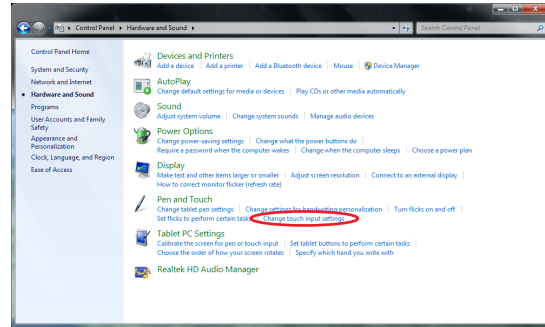 Control Panel Hardware and Sound Search Control Panel
Control Panel Home
System and Security
Network and Internet
Hardware and Sound
Programs
User Accounts and Family
Safety
Appearance and
Personalization
Clock, Language, and Region
Ease of Access
Devices and Printers
Add a device Add a printer Add a Bluetooth device Mouse Device Manager
AutoPlay
Change default settings for media or devices Play CDs or other media automatically
Sound
Adjust system volume Change system sounds Manage audio devices
Power Options
Change power-saving settings Change what the power buttons do
Require a password when the computer wakes Change when the computer sleeps Choose a power plan
Display
Make text and other items larger or smaller Adjust screen resolution Connect to an external display
How to correct monitor flicker (refresh rate)
Pen and Touch
Change tablet pen settings Change settings for handwriting personalization Turn flicks on and off
Set flicks to perform certain tasks Change touch input settings
Tablet PC Settings
Calibrate the screen for pen or touch input Set tablet buttons to perform certain tasks
Choose the order of how your screen rotates Specify which hand you write with
Realtek HD Audio Manager